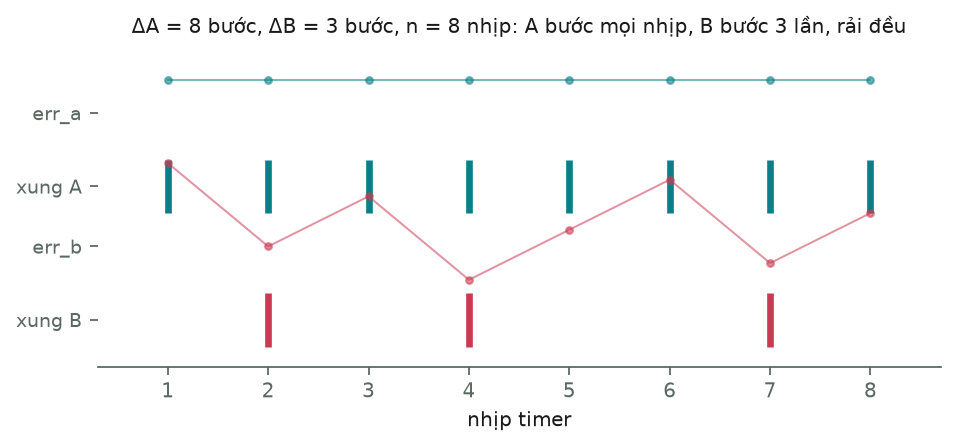 ΔA = 8 bước, ΔB = 3 bước, n = 8 nhịp: A bước mọi nhịp, B bước 3 lần, rải đều
err_a
xung A
err_b
xung B
1 2 3 4 5 6 7 8
nhịp timer